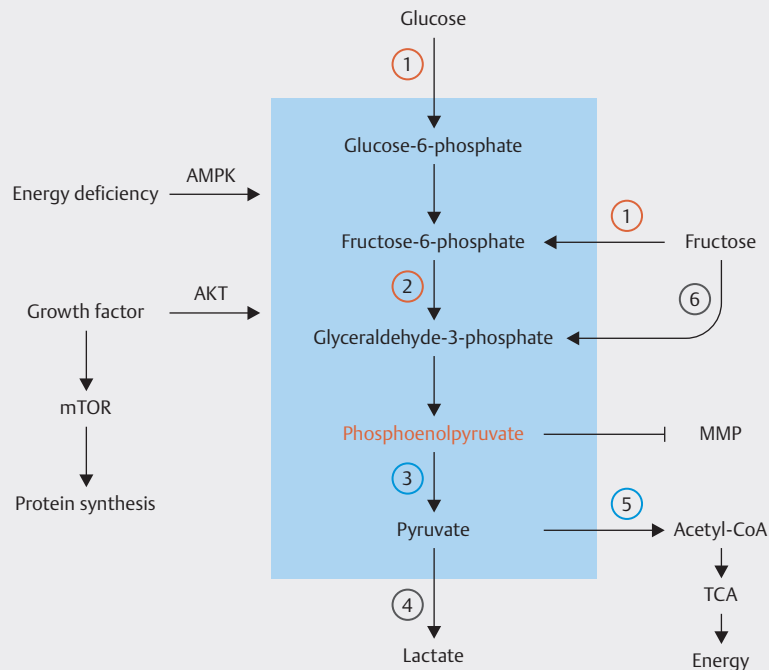 Glucose
1
Glucose-6-phosphate
AMPK
Energy deficiency
1
Fructose-6-phosphate
Fructose
2
6
AKT
Growth factor
Glyceraldehyde-3-phosphate
mTOR
Phosphoenolpyruvate
MMP
3
5
Protein synthesis
Pyruvate
Acetyl-CoA
4
TCA
Lactate
Energy